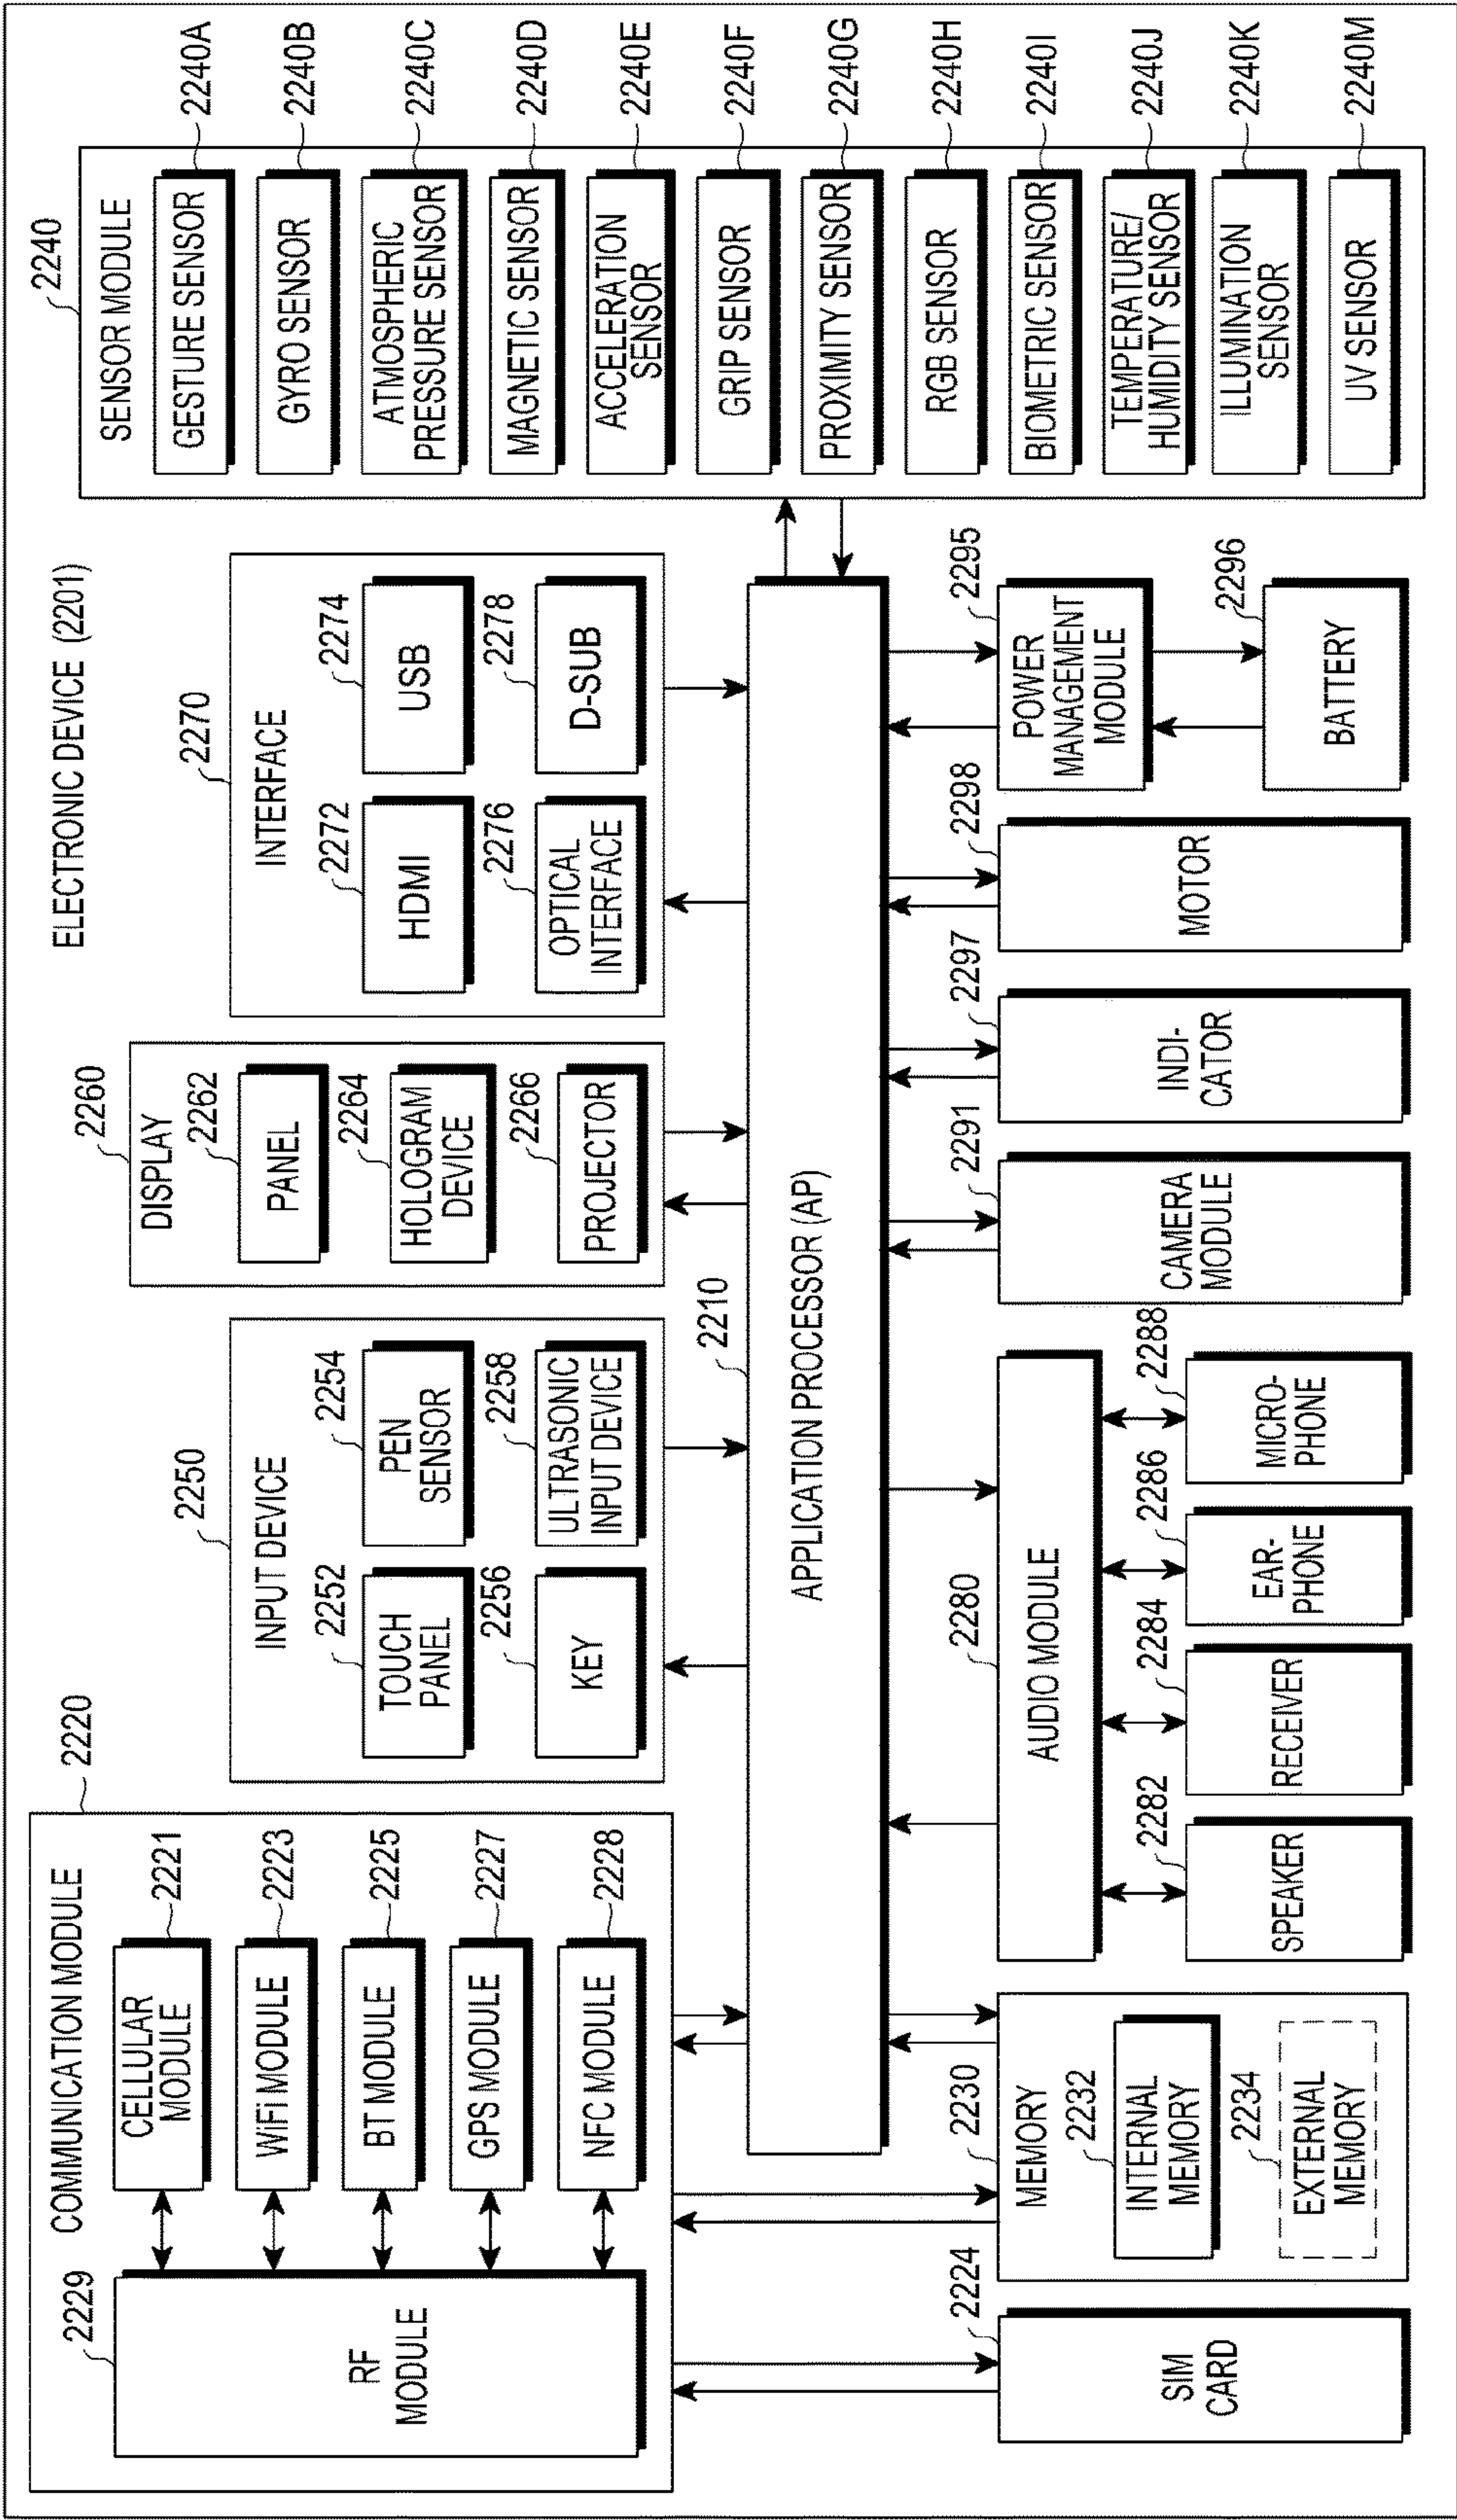 ELECTRONIC DEVICE (2201)
COMMUNICATION MODULE
2220
2229
RF
MODULE
CELLULAR
MODULE
2221
WiFi MODULE
2223
BT MODULE
2225
GPS MODULE
2227
NFC MODULE
2228
2250
INPUT DEVICE
2252
TOUCH
PANEL
2254
PEN
SENSOR
2256
KEY
2258
ULTRASONIC
INPUT DEVICE
2260
DISPLAY
2262
PANEL
2264
HOLOGRAM
DEVICE
2266
PROJECTOR
2270
INTERFACE
2272
HDMI
2274
USB
2276
OPTICAL
INTERFACE
2278
D-SUB
2240
SENSOR MODULE
GESTURE SENSOR
2240A
GYRO SENSOR
2240B
ATMOSPHERIC
PRESSURE SENSOR
2240C
MAGNETIC SENSOR
2240D
ACCELERATION
SENSOR
2240E
GRIP SENSOR
2240F
PROXIMITY SENSOR
2240G
RGB SENSOR
2240H
BIOMETRIC SENSOR
2240I
TEMPERATURE/
HUMIDITY SENSOR
2240J
ILLUMINATION
SENSOR
2240K
UV SENSOR
2240M
2210
APPLICATION PROCESSOR (AP)
2224
SIM
CARD
2230
MEMORY
2232
INTERNAL
MEMORY
2234
EXTERNAL
MEMORY
2280
AUDIO MODULE
2282
SPEAKER
2284
RECEIVER
2286
EAR-
PHONE
2288
MICRO-
PHONE
2291
CAMERA
MODULE
2297
INDI-
CATOR
2298
MOTOR
2295
POWER
MANAGEMENT
MODULE
2296
BATTERY